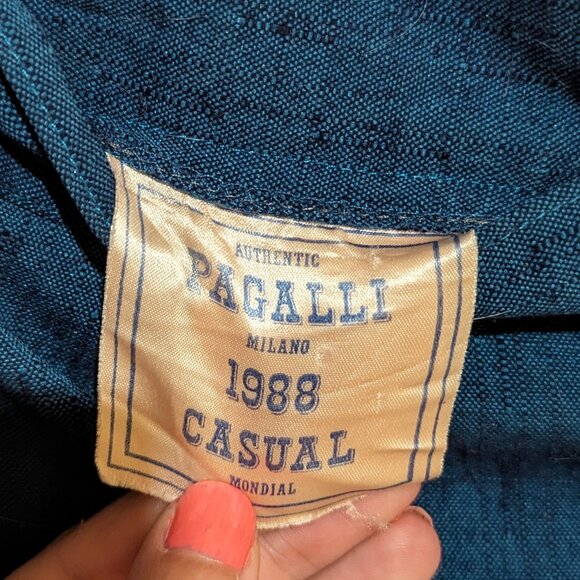 AUTHENTIC
PAGALLI
MILANO
1988
CASUAL
MONDIAL